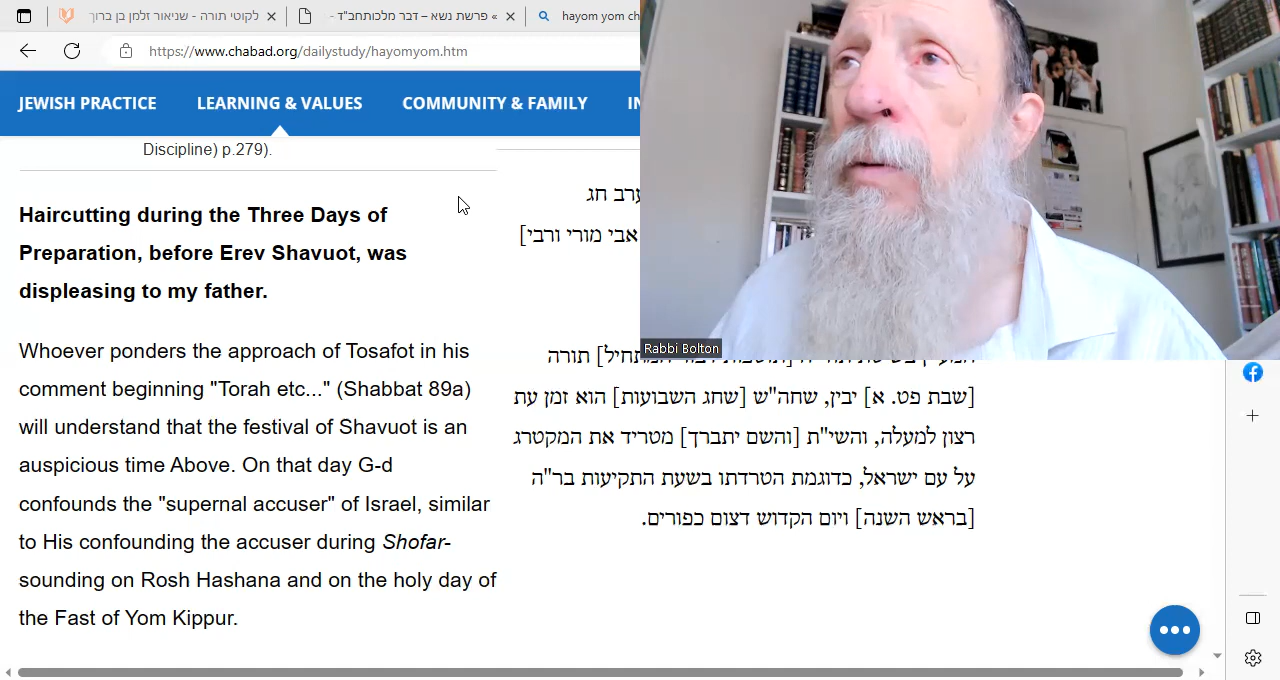 לקוטי תורה - שניאור זלמן בן ברוך
» פרשת נשא – דבר מלכותחב"ד -
hayom yom ch
https://www.chabad.org/dailystudy/hayomyom.htm
JEWISH PRACTICE LEARNING & VALUES COMMUNITY & FAMILY IN
Discipline) p.279).
Haircutting during the Three Days of
Preparation, before Erev Shavuot, was
displeasing to my father.
Whoever ponders the approach of Tosafot in his
comment beginning "Torah etc..." (Shabbat 89a)
will understand that the festival of Shavuot is an
auspicious time Above. On that day G-d
confounds the "supernal accuser" of Israel, similar
to His confounding the accuser during Shofar-
sounding on Rosh Hashana and on the holy day of
the Fast of Yom Kippur.
ערב חג
אבי מורי ורבי]
תורה
[שבת פט. א] יבין, שחה"ש [שחג השבועות] הוא זמן עת
רצון למעלה, והשי"ת [והשם יתברך] מטריד את המקטרג
על עם ישראל, כדוגמת הטרדתו בשעת התקיעות בר"ה
[בראש השנה] ויום הקדוש דצום כפורים.
Rabbi Bolton